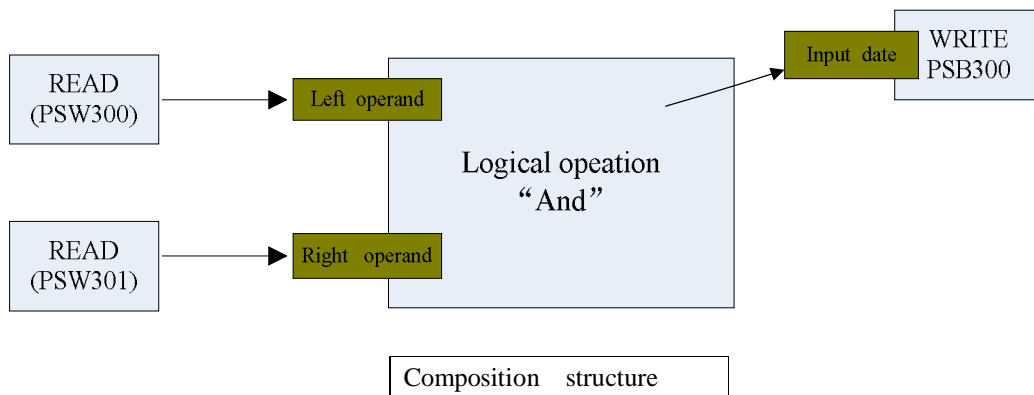 READ
(PSW300)
Left operand
Input date
WRITE
PSB300
Logical opeation
“And”
READ
(PSW301)
Right operand
Composition structure